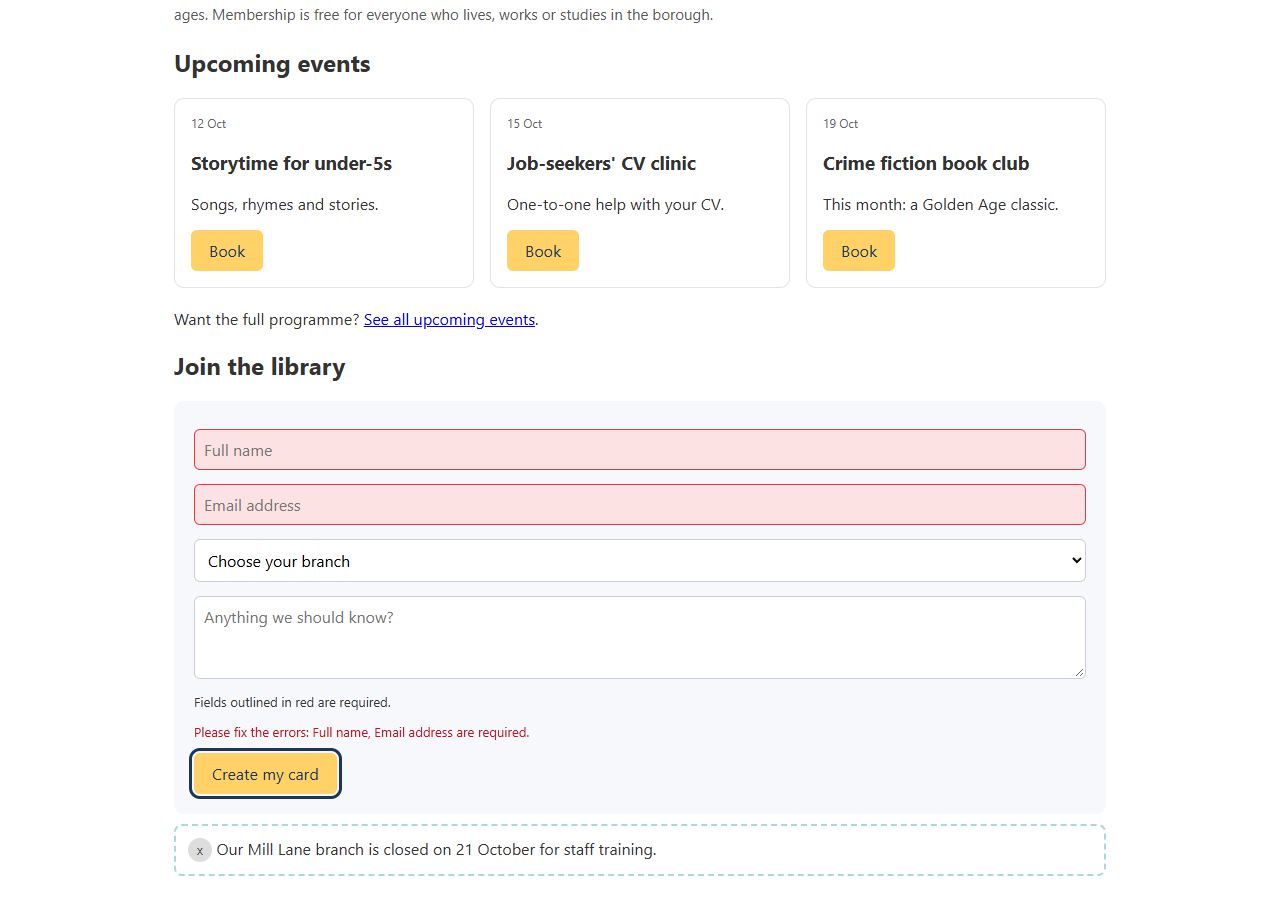 ages. Membership is free for everyone who lives, works or studies in the borough.
Upcoming events
12 Oct
Storytime for under-5s
Songs, rhymes and stories.
Book
15 Oct
Job-seekers' CV clinic
One-to-one help with your CV.
Book
19 Oct
Crime fiction book club
This month: a Golden Age classic.
Book
Want the full programme? See all upcoming events.
Join the library
Full name
Email address
Choose your branch
Anything we should know?
Fields outlined in red are required.
Please fix the errors: Full name, Email address are required.
Create my card
x Our Mill Lane branch is closed on 21 October for staff training.